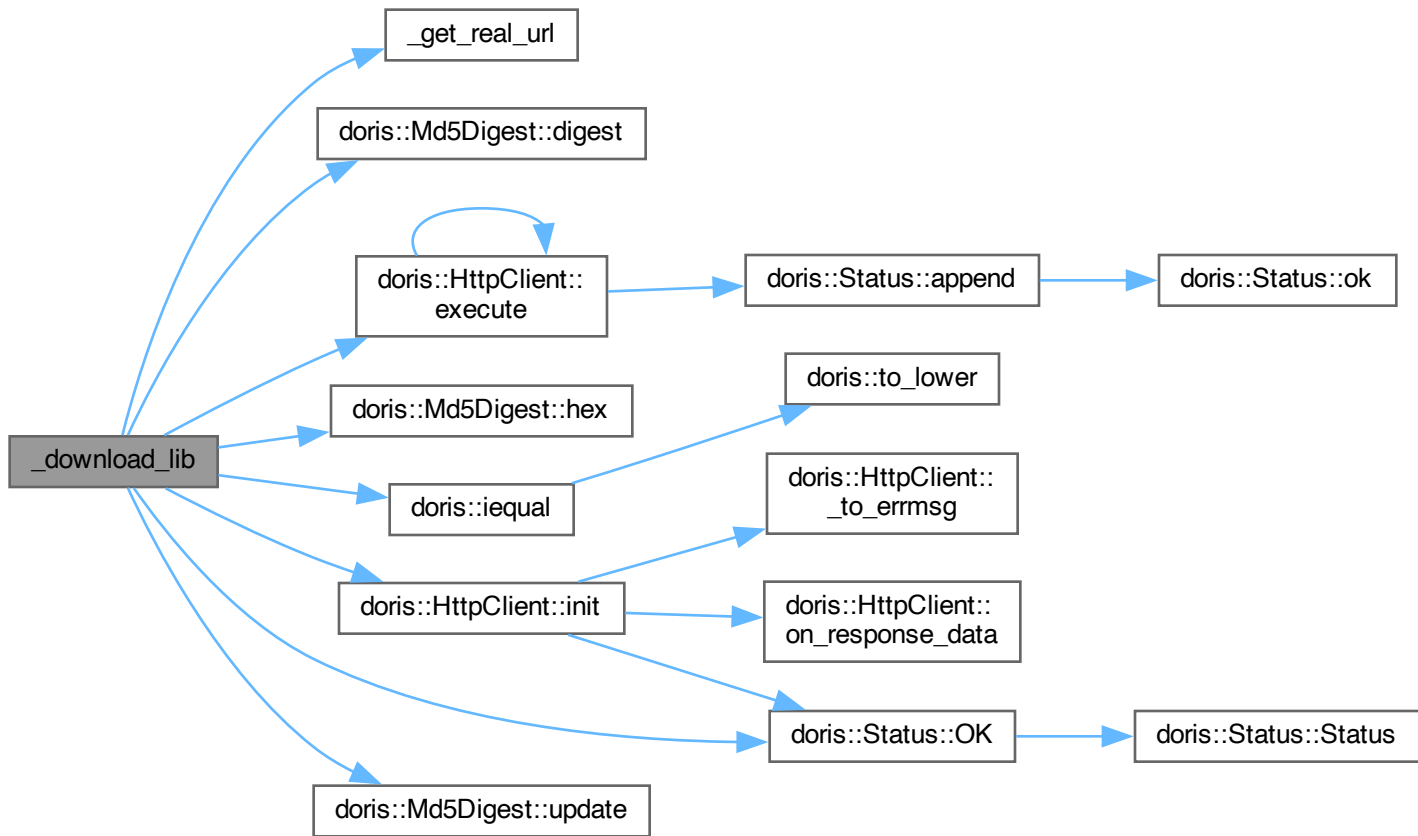 _get_real_url
doris::Md5Digest::digest
doris::HttpClient::
execute
doris::Status::append
doris::Status::ok
doris::to_lower
doris::Md5Digest::hex
_download_lib
doris::iequal
doris::HttpClient::
_to_errmsg
doris::HttpClient::init
doris::HttpClient::
on_response_data
doris::Status::OK
doris::Status::Status
doris::Md5Digest::update